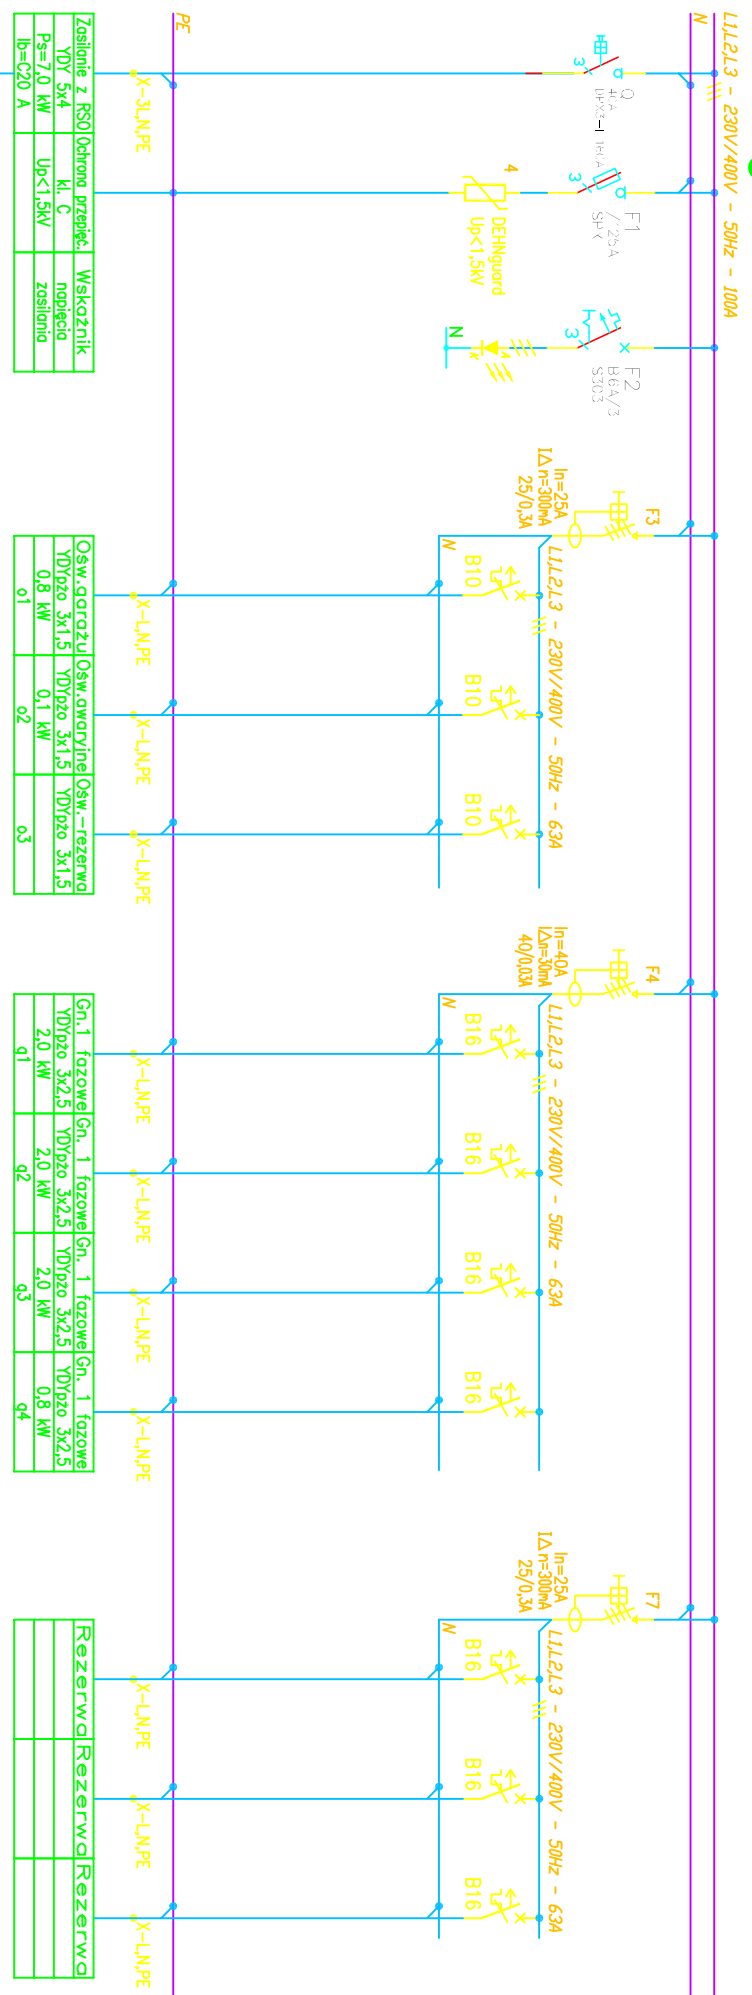 L1,L2,L3 - 230V/400V - 50Hz - 100A
N
PE
Q
40A
DPX3-I 160A
3
F1
/125A
3
4
DEHNguard
Up<1,5kV
F2
B6A/3
S303
3
N
F3
In=25A
IΔn=300mA
25/0,3A
L1,L2,L3 - 230V/400V - 50Hz - 63A
N
B10
B10
B10
F4
In=40A
IΔn=30mA
40/0,03A
L1,L2,L3 - 230V/400V - 50Hz - 63A
N
B16
B16
B16
B16
F7
In=25A
IΔn=300mA
25/0,3A
L1,L2,L3 - 230V/400V - 50Hz - 63A
N
B16
B16
B16
X-3L,N,PE
X-L,N,PE
X-L,N,PE
X-L,N,PE
X-L,N,PE
X-L,N,PE
X-L,N,PE
X-L,N,PE
X-L,N,PE
X-L,N,PE
X-L,N,PE
Zasilanie z RSO
YDY 5x4
Ps=7,0 kW
Ib=C20 A
Ochrona przepięć.
kl. C
Up<1,5kV
Wskaźnik
napięcia
zasilania
Ośw.garażu
YDYpżo 3x1,5
0,8 kW
o1
Ośw.awaryjne
YDYpżo 3x1,5
0,1 kW
o2
Ośw.-rezerwa
YDYpżo 3x1,5
o3
Gn.1 fazowe
YDYpżo 3x2,5
2,0 kW
g1
Gn. 1 fazowe
YDYpżo 3x2,5
2,0 kW
g2
Gn. 1 fazowe
YDYpżo 3x2,5
2,0 kW
g3
Gn. 1 fazowe
YDYpżo 3x2,5
0,8 kW
g4
Rezerwa
Rezerwa
Rezerwa